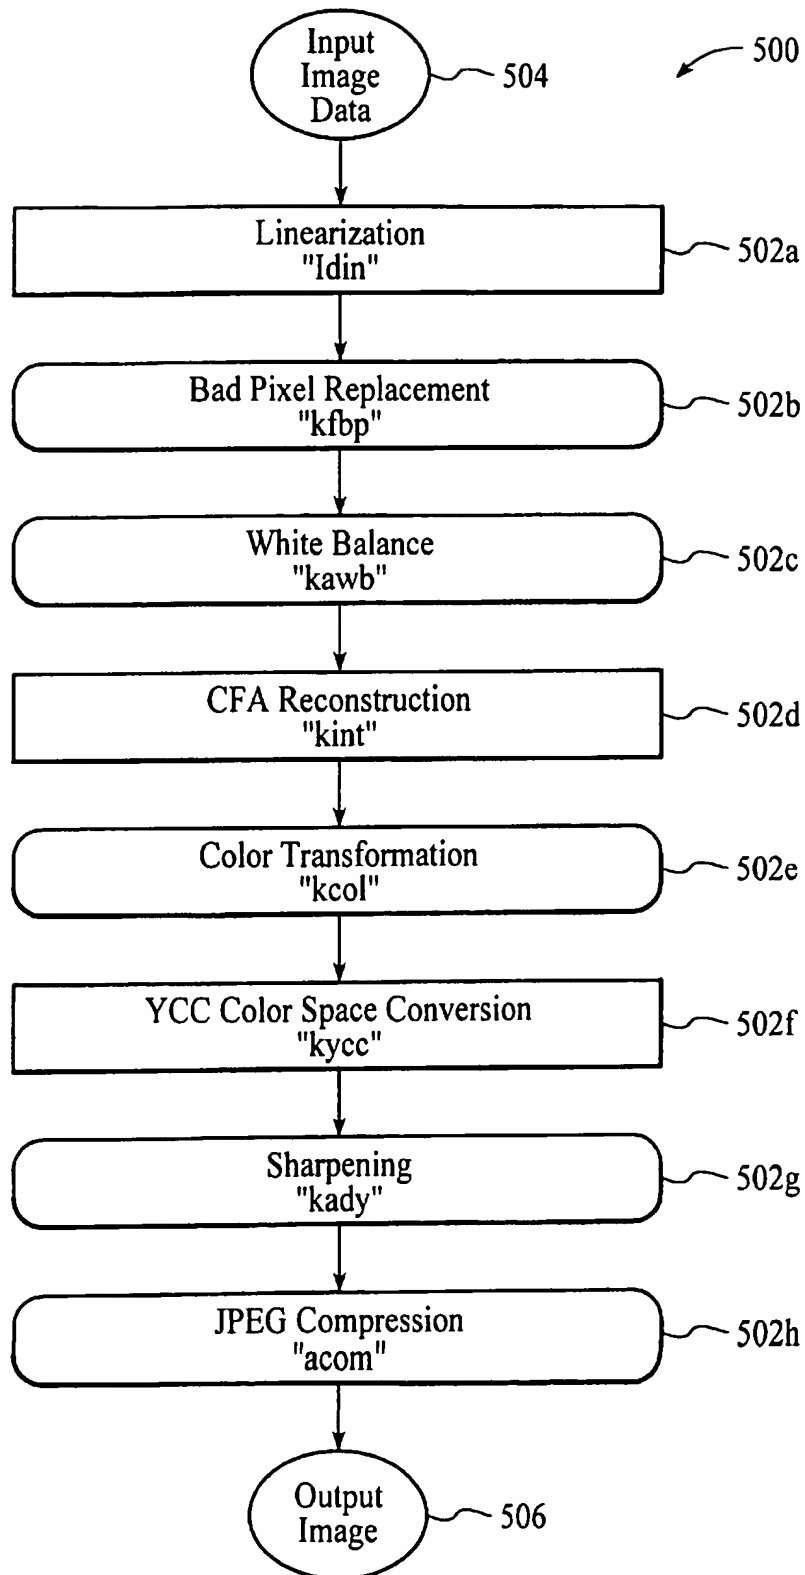 Input
Image
Data
504
500
Linearization
"Idin"
502a
Bad Pixel Replacement
"kfbp"
502b
White Balance
"kawb"
502c
CFA Reconstruction
"kint"
502d
Color Transformation
"kcol"
502e
YCC Color Space Conversion
"kycc"
502f
Sharpening
"kady"
502g
JPEG Compression
"acom"
502h
Output
Image
506